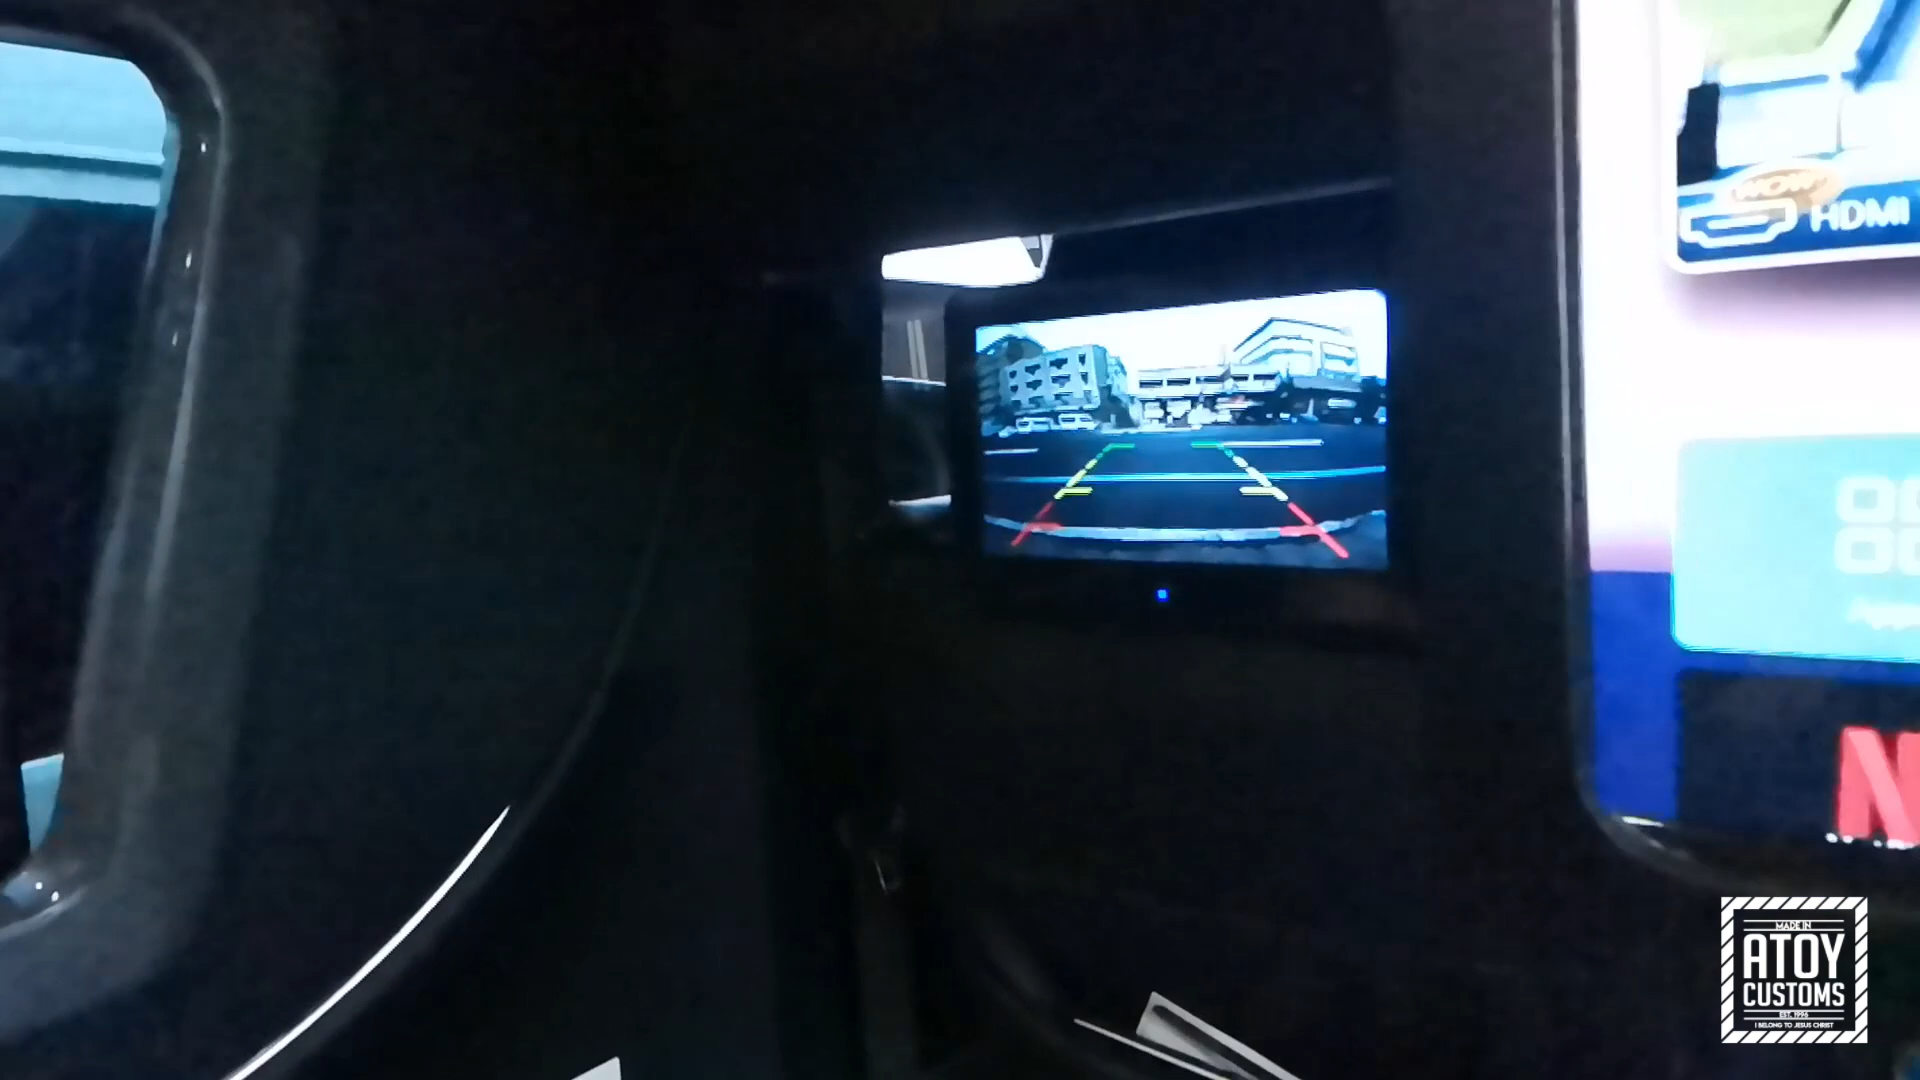 WOW!
HDMI
N
MADE IN
ATOY
CUSTOMS
EST. 1996
I BELONG TO JESUS CHRIST